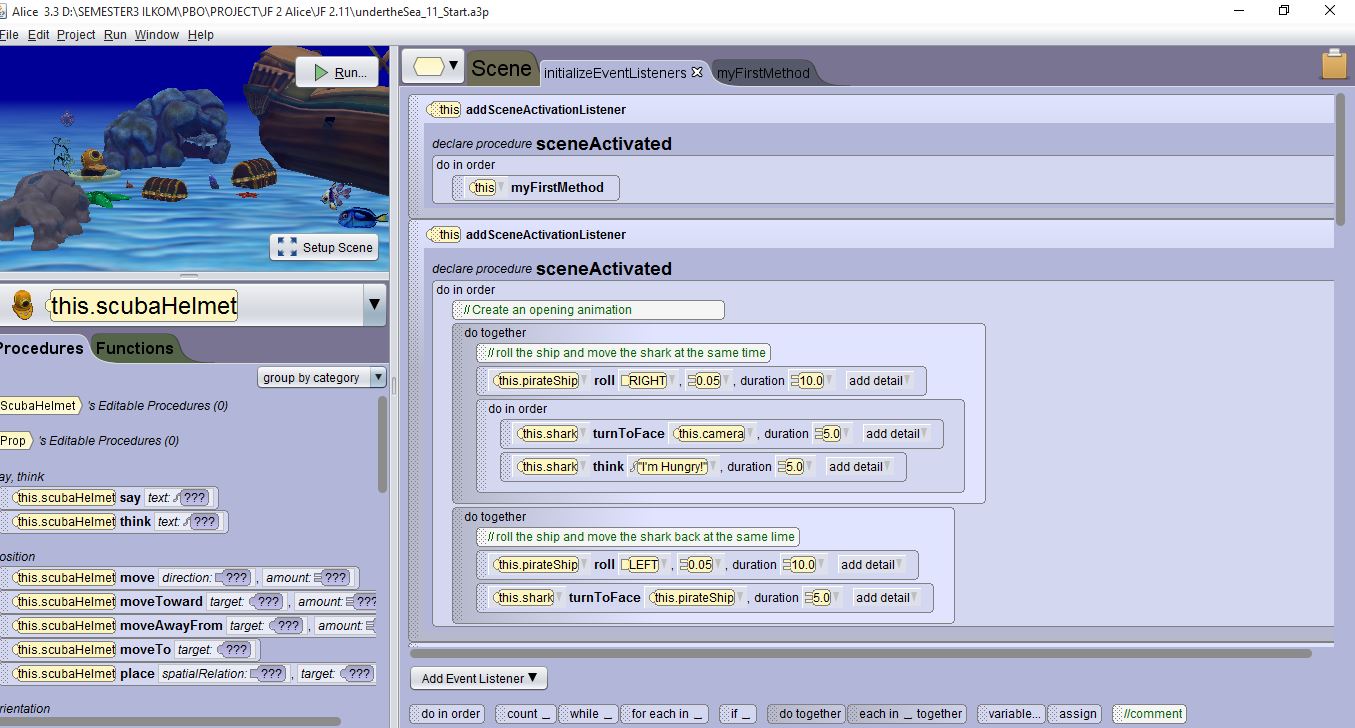 Alice 3.3 D:\SEMESTER3 ILKOM\PBO\PROJECT\JF 2 Alice\JF 2.11\undertheSea_11_Start.a3p
File Edit Project Run Window Help
Run...
Setup Scene
this.scubaHelmet
Procedures Functions
group by category
ScubaHelmet 's Editable Procedures (0)
Prop 's Editable Procedures (0)
ay, think
this.scubaHelmet say text: ???
this.scubaHelmet think text: ???
osition
this.scubaHelmet move direction: ??? , amount: ???
this.scubaHelmet moveToward target: ??? , amount: ???
this.scubaHelmet moveAwayFrom target: ??? , amount:
this.scubaHelmet moveTo target: ???
this.scubaHelmet place spatialRelation: ??? , target: ???
rientation
Scene initializeEventListeners myFirstMethod
this addSceneActivationListener
declare procedure sceneActivated
do in order
this myFirstMethod
this addSceneActivationListener
declare procedure sceneActivated
do in order
//Create an opening animation
do together
//roll the ship and move the shark at the same time
this.pirateShip roll RIGHT , 0.05 , duration 10.0 add detail
do in order
this.shark turnToFace this.camera , duration 5.0 add detail
this.shark think "I'm Hungry!" , duration 5.0 add detail
do together
//roll the ship and move the shark back at the same lime
this.pirateShip roll LEFT , 0.05 , duration 10.0 add detail
this.shark turnToFace this.pirateShip , duration 5.0 add detail
Add Event Listener
do in order count _ while _ for each in _ if _ do together each in _ together variable... assign //comment